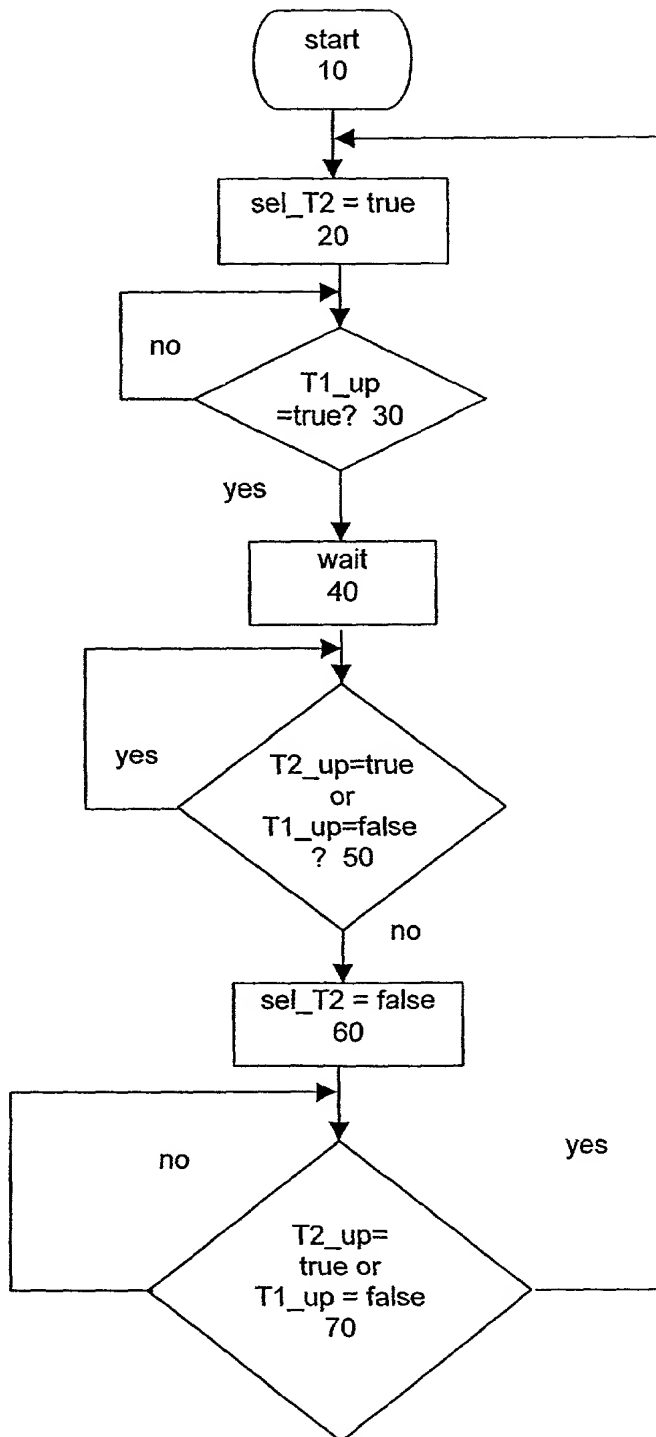 start
10
sel_T2 = true
20
no
T1_up
=true? 30
yes
wait
40
yes
T2_up=true
or
T1_up=false
? 50
no
sel_T2 = false
60
no
yes
T2_up=
true or
T1_up = false
70